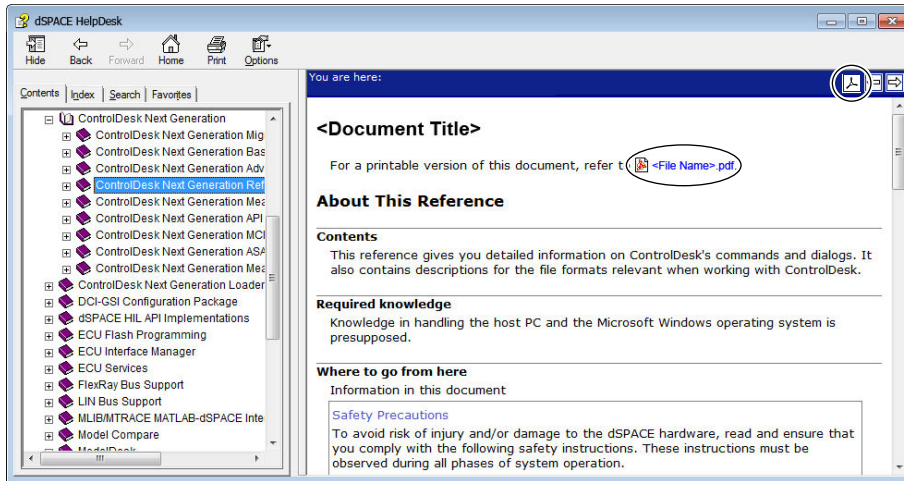 dSPACE HelpDesk
Hide Back Forward Home Print Options
Contents Index Search Favorites
ControlDesk Next Generation
ControlDesk Next Generation Mig
ControlDesk Next Generation Bas
ControlDesk Next Generation Adv
ControlDesk Next Generation Ref
ControlDesk Next Generation Mea
ControlDesk Next Generation API
ControlDesk Next Generation MCI
ControlDesk Next Generation ASA
ControlDesk Next Generation Mea
ControlDesk Next Generation Loader
DCI-GSI Configuration Package
dSPACE HIL API Implementations
ECU Flash Programming
ECU Interface Manager
ECU Services
FlexRay Bus Support
LIN Bus Support
MLIB/MTRACE MATLAB-dSPACE Inte
Model Compare
ModelDesk
You are here:
<Document Title>
For a printable version of this document, refer t <File Name>.pdf.
About This Reference
Contents
This reference gives you detailed information on ControlDesk's commands and dialogs. It
also contains descriptions for the file formats relevant when working with ControlDesk.
Required knowledge
Knowledge in handling the host PC and the Microsoft Windows operating system is
presupposed.
Where to go from here
Information in this document
Safety Precautions
To avoid risk of injury and/or damage to the dSPACE hardware, read and ensure that
you comply with the following safety instructions. These instructions must be
observed during all phases of system operation.